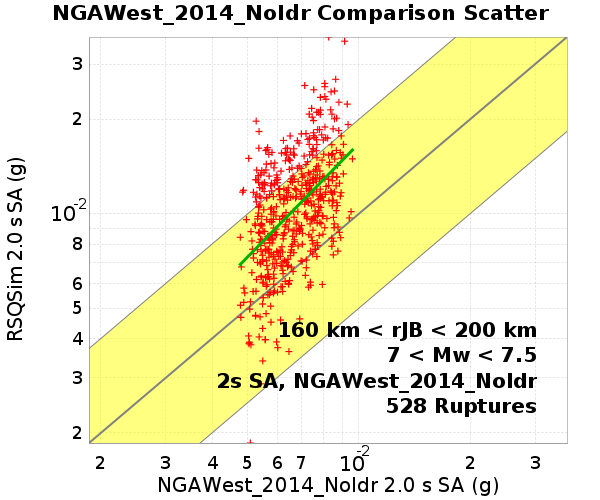 NGAWest_2014_NoIdr Comparison Scatter
RSQSim 2.0 s SA (g)
3
2
10-2
8
6
5
4
3
2
160 km < rJB < 200 km
7 < Mw < 7.5
2s SA, NGAWest_2014_NoIdr
528 Ruptures
2 3 4 5 6 7 10-2 2 3
NGAWest_2014_NoIdr 2.0 s SA (g)